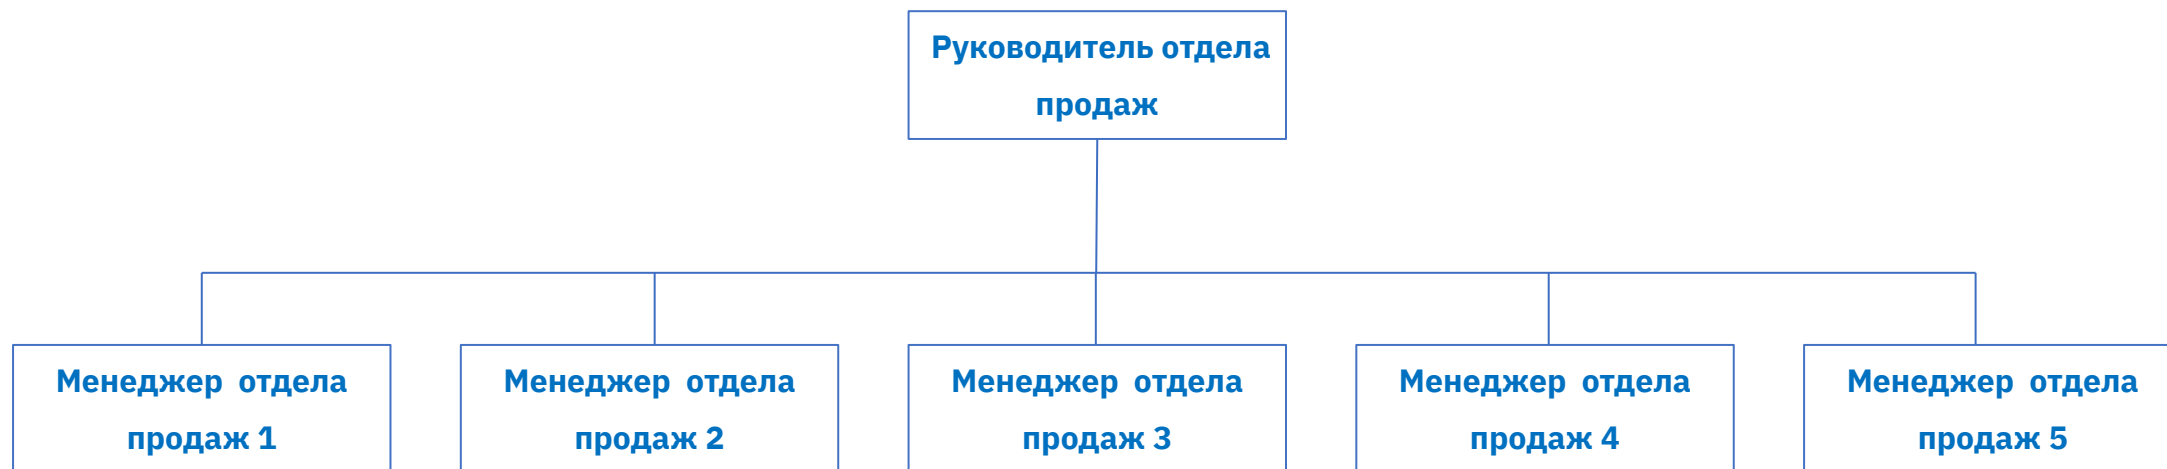 Руководитель отдела
продаж
Менеджер отдела
продаж 1
Менеджер отдела
продаж 2
Менеджер отдела
продаж 3
Менеджер отдела
продаж 4
Менеджер отдела
продаж 5